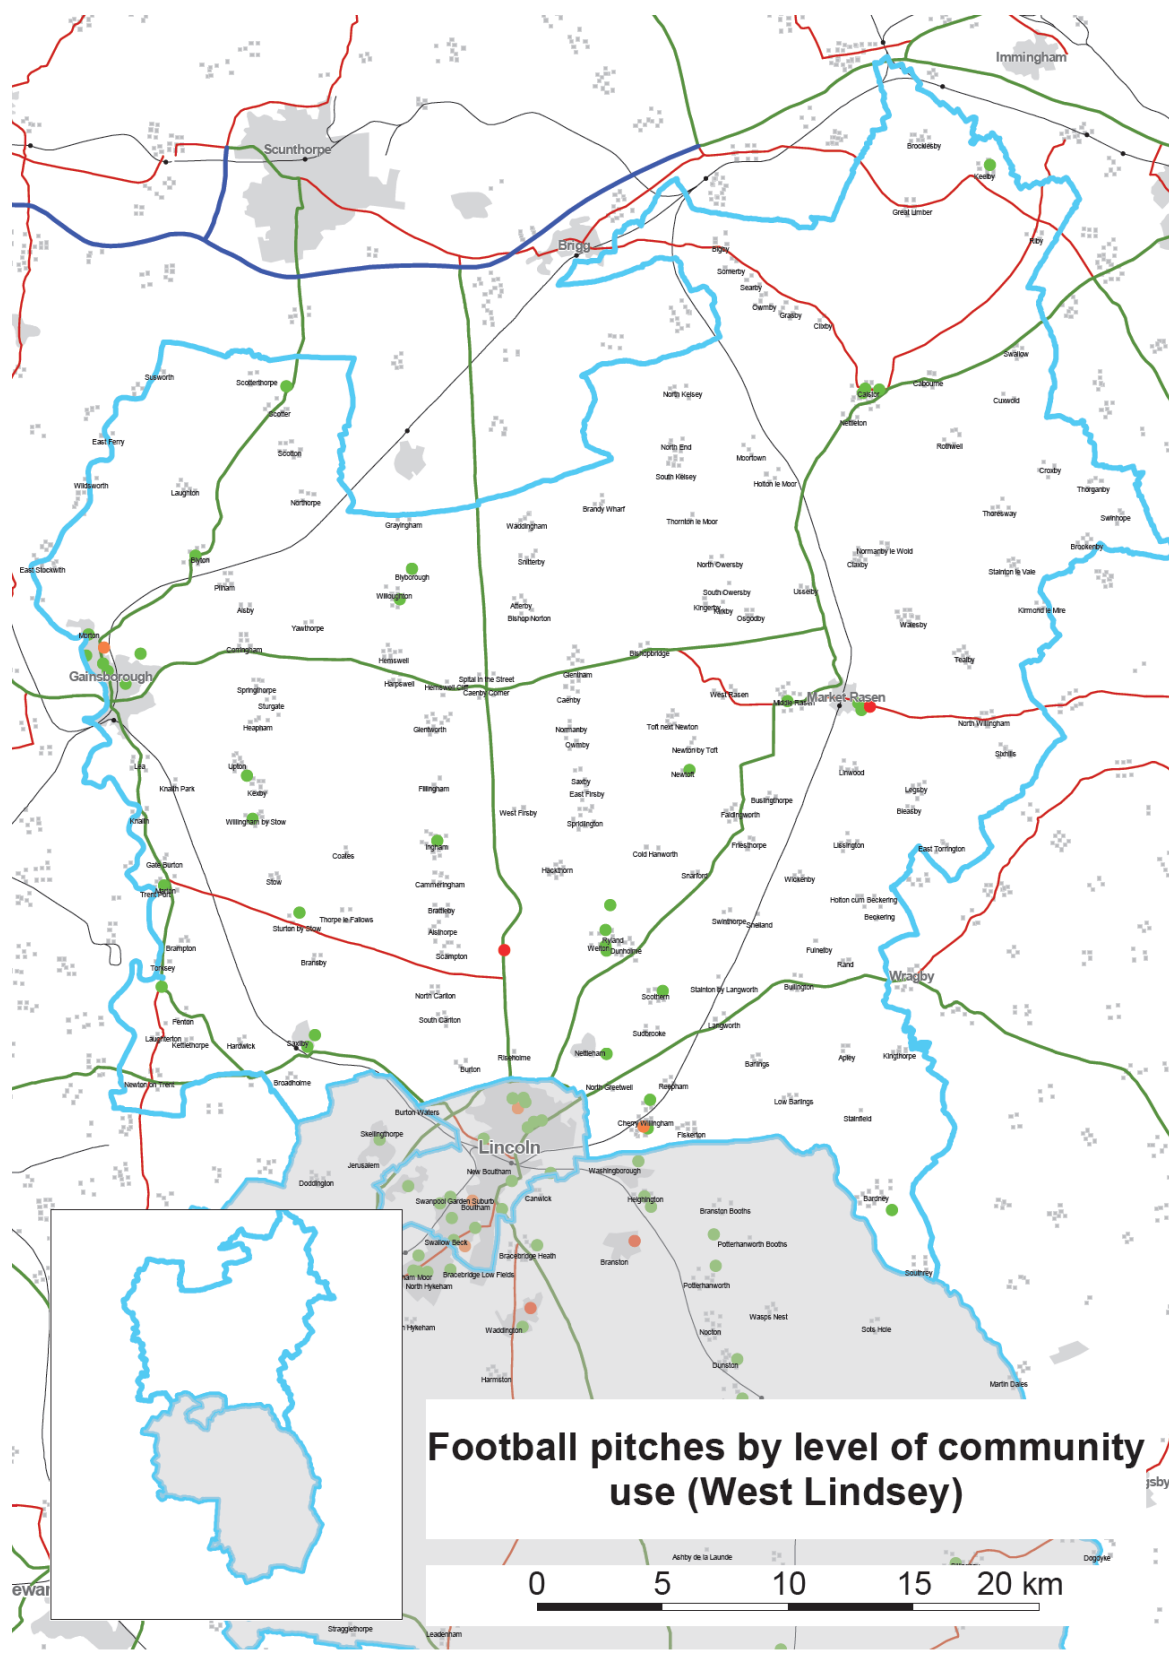 Immingham
Brocklesby
Scunthorpe
Keelby
Great Limber
Riby
Brigg
Bigby
Somerby
Searby
Owmby
Grasby
Clixby
Swallow
Susworth
Scotterthorpe
Cabourne
Caistor
North Kelsey
Cuxwold
Scotter
Nettleton
East Ferry
North End
Rothwell
Scotton
Moortown
South Kelsey
Croxby
Wildsworth
Holton le Moor
Laughton
Thorganby
Northorpe
Brandy Wharf
Thoresway
Swinhope
Grayingham
Waddingham
Thornton le Moor
Brockenby
Normanby le Wold
Blyton
Snitterby
Claxby
North Owersby
East Stockwith
Stainton le Vale
Blyborough
Pilham
Willoughton
South Owersby
Usselby
Aisby
Atterby
Kingerby
Kirkby
Kirmond le Mire
Bishop Norton
Osgodby
Yawthorpe
Walesby
Morton
Corringham
Bishopbridge
Hemswell
Tealby
Gainsborough
Glentham
Spital in the Street
Harpswell
Hemswell Cliff
Springthorpe
Caenby Corner
West Rasen
Market Rasen
Caenby
Middle Rasen
Sturgate
Heapham
Glentworth
Normanby
Toft next Newton
North Willingham
Owmby
Newton by Toft
Sixhills
Lea
Upton
Newtoft
Linwood
Knaith Park
Kexby
Fillingham
Saxby
Legsby
East Firsby
Buslingthorpe
Knaith
Willingham by Stow
West Firsby
Spridlington
Faldingworth
Bleasby
Ingham
Friesthorpe
Lissington
East Torrington
Coates
Cold Hanworth
Gate Burton
Hackthorn
Snarford
Stow
Cammeringham
Wickenby
Marton
Trent Port
Holton cum Beckering
Brattleby
Thorpe le Fallows
Beckering
Sturton by Stow
Aisthorpe
Swinthorpe
Snelland
Ryland
Brampton
Welton
Dunholme
Fulnetby
Scampton
Bransby
Rand
Torksey
Wragby
Bullington
Stainton by Langworth
North Carlton
Scothern
Fenton
South Carlton
Langworth
Sudbrooke
Laughterton
Kettlethorpe
Hardwick
Saxilby
Nettleham
Kingthorpe
Riseholme
Apley
Barlings
Burton
Newton on Trent
Broadholme
North Greetwell
Reepham
Low Barlings
Burton Waters
Stainfield
Cherry Willingham
Skellingthorpe
Fiskerton
Lincoln
Jerusalem
New Boultham
Washingborough
Doddington
Canwick
Heighington
Bardney
Swanpool Garden Suburb
Boultham
Branston Booths
Swallow Beck
Potterhanworth Booths
Bracebridge Heath
Branston
Bracebridge Low Fields
Southrey
ham Moor
North Hykeham
Potterhanworth
Wasps Nest
n Hykeham
Waddington
Nocton
Sots Hole
Dunston
Harmston
Martin Dales
Football pitches by level of community
use (West Lindsey)
gsby
Ashby de la Launde
Dogdyke
0 5 10 15 20 km
ewar
Stragglethorpe
Leadenham